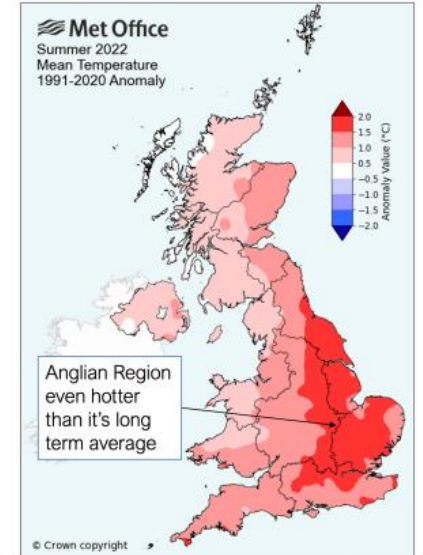 Met Office
Summer 2022
Mean Temperature
1991-2020 Anomaly
2.0
1.5
1.0
0.5
−0.5
−1.0
−1.5
−2.0
Anomaly Value (°C)
Anglian Region
even hotter
than it's long
term average
© Crown copyright